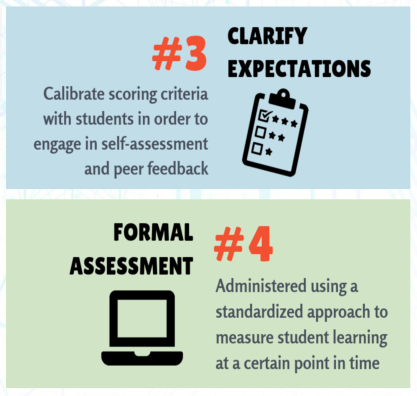 #3
CLARIFY
EXPECTATIONS
Calibrate scoring criteria
with students in order to
engage in self-assessment
and peer feedback
FORMAL
ASSESSMENT
#4
Administered using a
standardized approach to
measure student learning
at a certain point in time